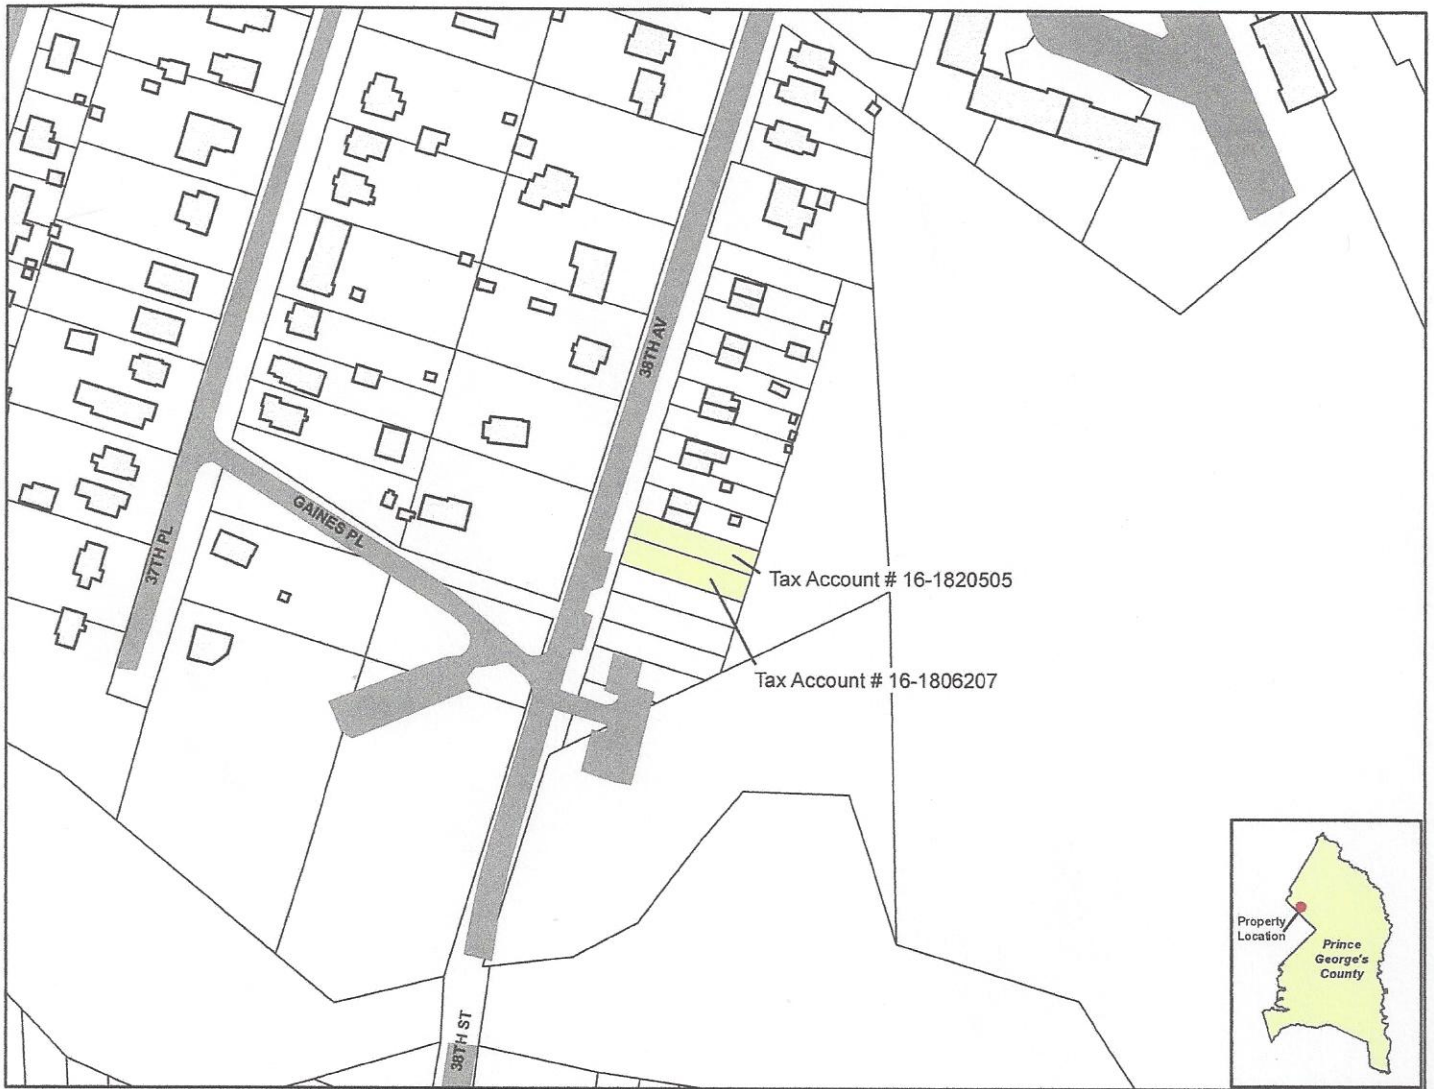 38TH AV
GAINES PL
37TH PL
Tax Account # 16-1820505
Tax Account # 16-1806207
Property
Location
Prince
George's
County
38TH ST